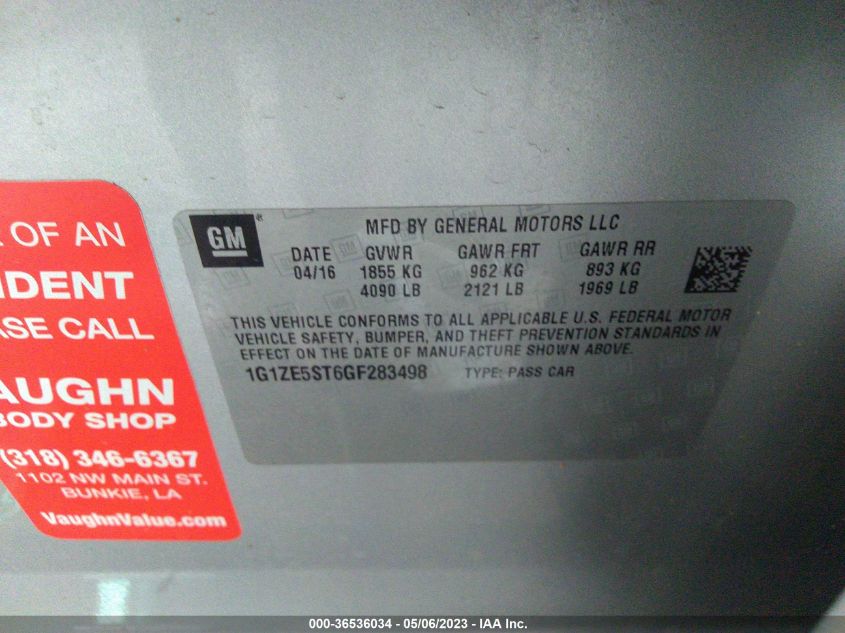 GM
MFD BY GENERAL MOTORS LLC
DATE GVWR GAWR FRT GAWR RR
04/16 1855 KG 962 KG 893 KG
4090 LB 2121 LB 1969 LB
THIS VEHICLE CONFORMS TO ALL APPLICABLE U.S. FEDERAL MOTOR
VEHICLE SAFETY, BUMPER, AND THEFT PREVENTION STANDARDS IN
EFFECT ON THE DATE OF MANUFACTURE SHOWN ABOVE.
1G1ZE5ST6GF283498 TYPE: PASS CAR
OF AN
IDENT
ASE CALL
AUGHN
BODY SHOP
(318) 346-6367
1102 NW MAIN ST.
BUNKIE, LA
VaughnValue.com
000-36536034 - 05/06/2023 - IAA Inc.